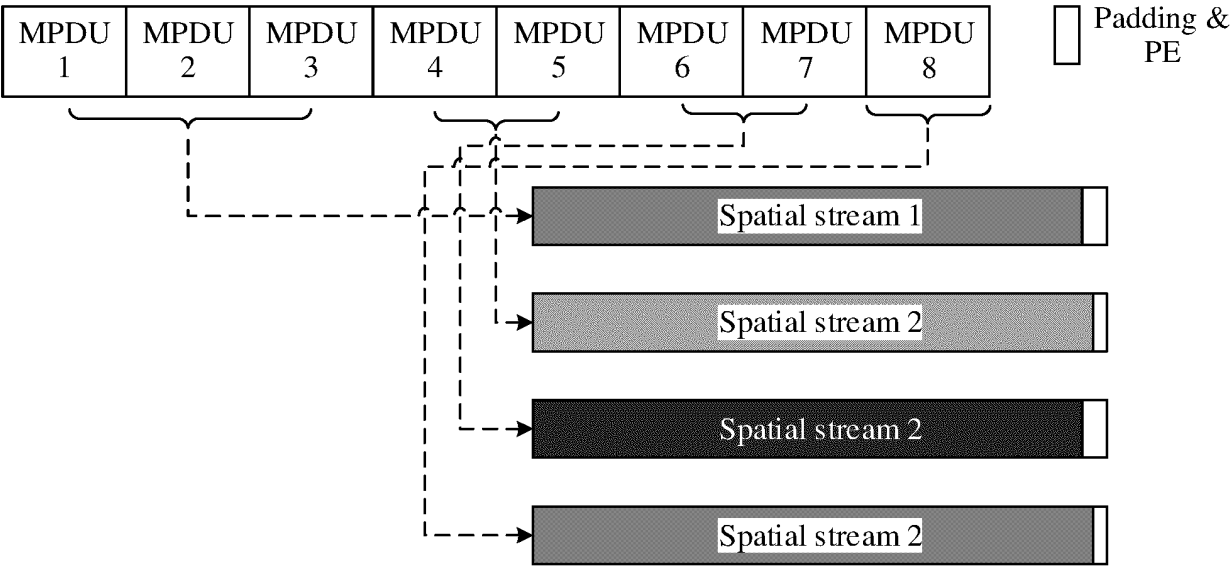 MPDU 1
MPDU 2
MPDU 3
MPDU 4
MPDU 5
MPDU 6
MPDU 7
MPDU 8
Padding &
PE
Spatial stream 1
Spatial stream 2
Spatial stream 2
Spatial stream 2